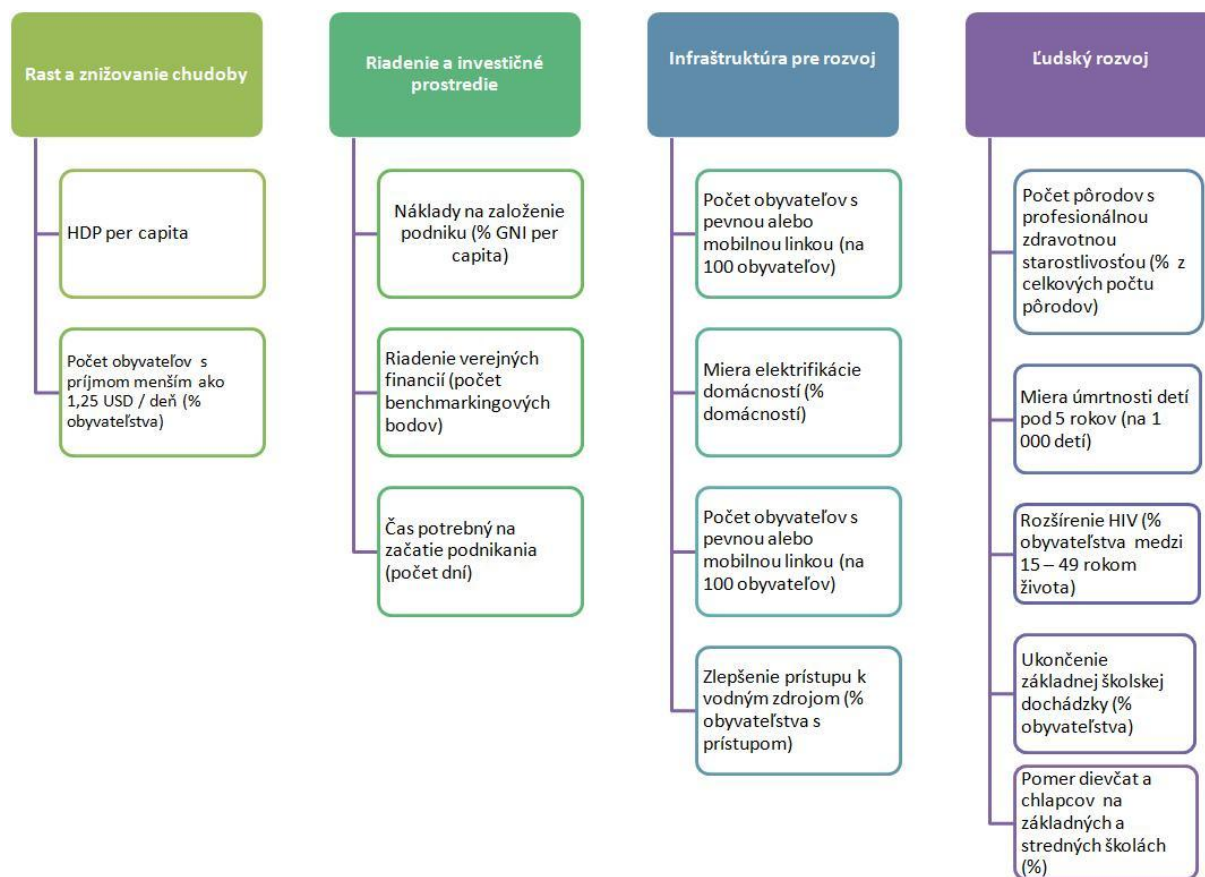 Rast a znižovanie chudoby
HDP per capita
Počet obyvateľov s
príjmom menším ako
1,25 USD / deň (%
obyvateľstva)
Riadenie a investičné
prostredie
Náklady na založenie
podniku (% GNI per
capita)
Riadenie verejných
financií (počet
benchmarkingových
bodov)
Čas potrebný na
začatie podnikania
(počet dní)
Infraštruktúra pre rozvoj
Počet obyvateľov s
pevnou alebo
mobilnou linkou (na
100 obyvateľov)
Miera elektrifikácie
domácností (%
domácností)
Počet obyvateľov s
pevnou alebo
mobilnou linkou (na
100 obyvateľov)
Zlepšenie prístupu k
vodným zdrojom (%
obyvateľstva s
prístupom)
Ľudský rozvoj
Počet pôrodov s
profesionálnou
zdravotnou
starostlivosťou (% z
celkových počtu
pôrodov)
Miera úmrtnosti detí
pod 5 rokov (na 1
000 detí)
Rozšírenie HIV (%
obyvateľstva medzi
15 – 49 rokom
života)
Ukončenie
základnej školskej
dochádzky (%
obyvateľstva)
Pomer dievčat a
chlapcov na
základných a
stredných školách
(%)